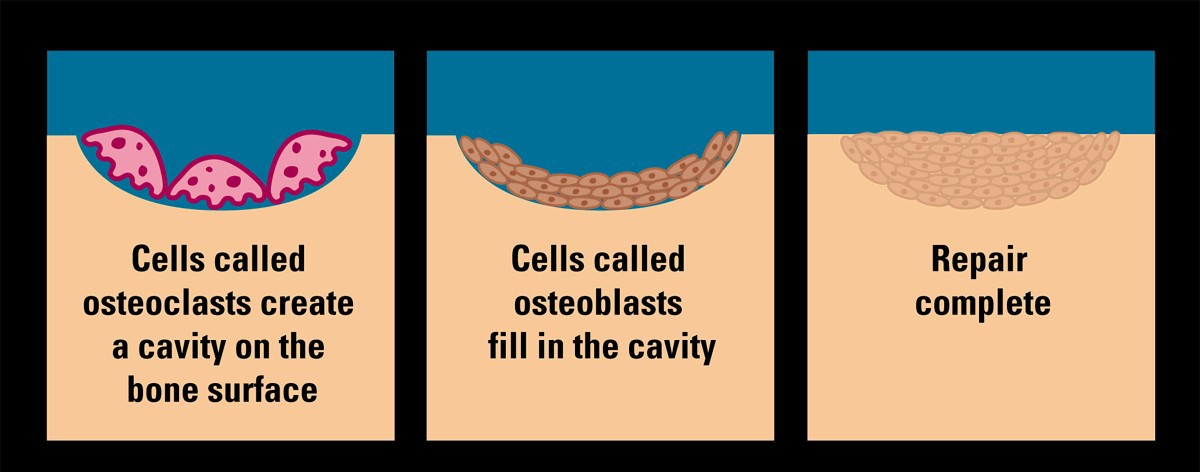 Cells called
osteoclasts create
a cavity on the
bone surface
Cells called
osteoblasts
fill in the cavity
Repair
complete